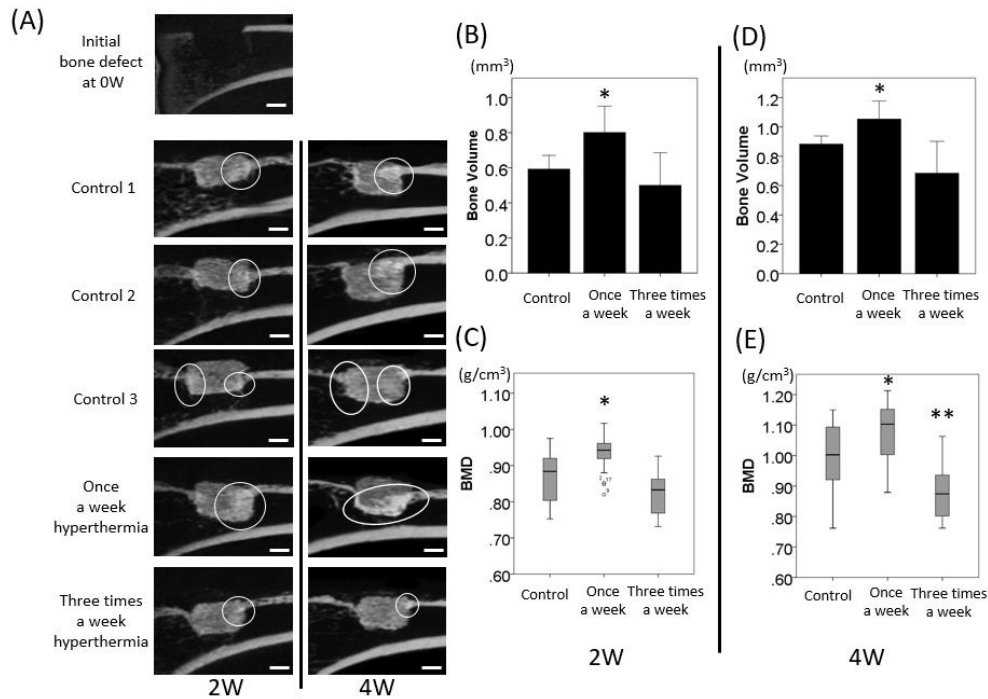 (A)
Initial
bone defect
at 0W
Control 1
Control 2
Control 3
Once
a week
hyperthermia
Three times
a week
hyperthermia
2W
4W
(B)
(mm³)
Bone Volume
1.0
0.8
0.6
0.4
0.2
0.0
*
Control
Once
a week
Three times
a week
(C)
(g/cm³)
BMD
1.10
1.00
.90
.80
.70
.60
*
Control
Once
a week
Three times
a week
2W
(D)
(mm³)
Bone Volume
1.2
1.0
0.8
0.6
0.4
0.2
0.0
*
Control
Once
a week
Three times
a week
(E)
(g/cm³)
BMD
1.20
1.10
1.00
.90
.80
.70
.60
*
**
Control
Once
a week
Three times
a week
4W